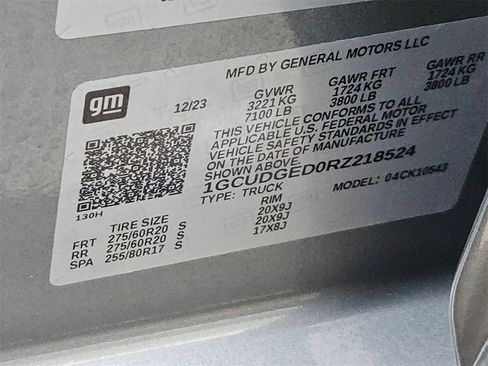 gm
MFD BY GENERAL MOTORS LLC
12/23
GVWR GAWR FRT GAWR RR
3221 KG 1724 KG 1724 KG
7100 LB 3800 LB 3800 LB
THIS VEHICLE CONFORMS TO ALL
APPLICABLE U.S. FEDERAL MOTOR
VEHICLE SAFETY STANDARDS IN EFFECT
ON THE DATE OF MANUFACTURE
SHOWN ABOVE.
1GCUDGED0RZ218524
TYPE: TRUCK MODEL: 04CK10543
130H
TIRE SIZE RIM
FRT 275/60R20 S 20X9J
RR 275/60R20 S 20X9J
SPA 255/80R17 S 17X8J